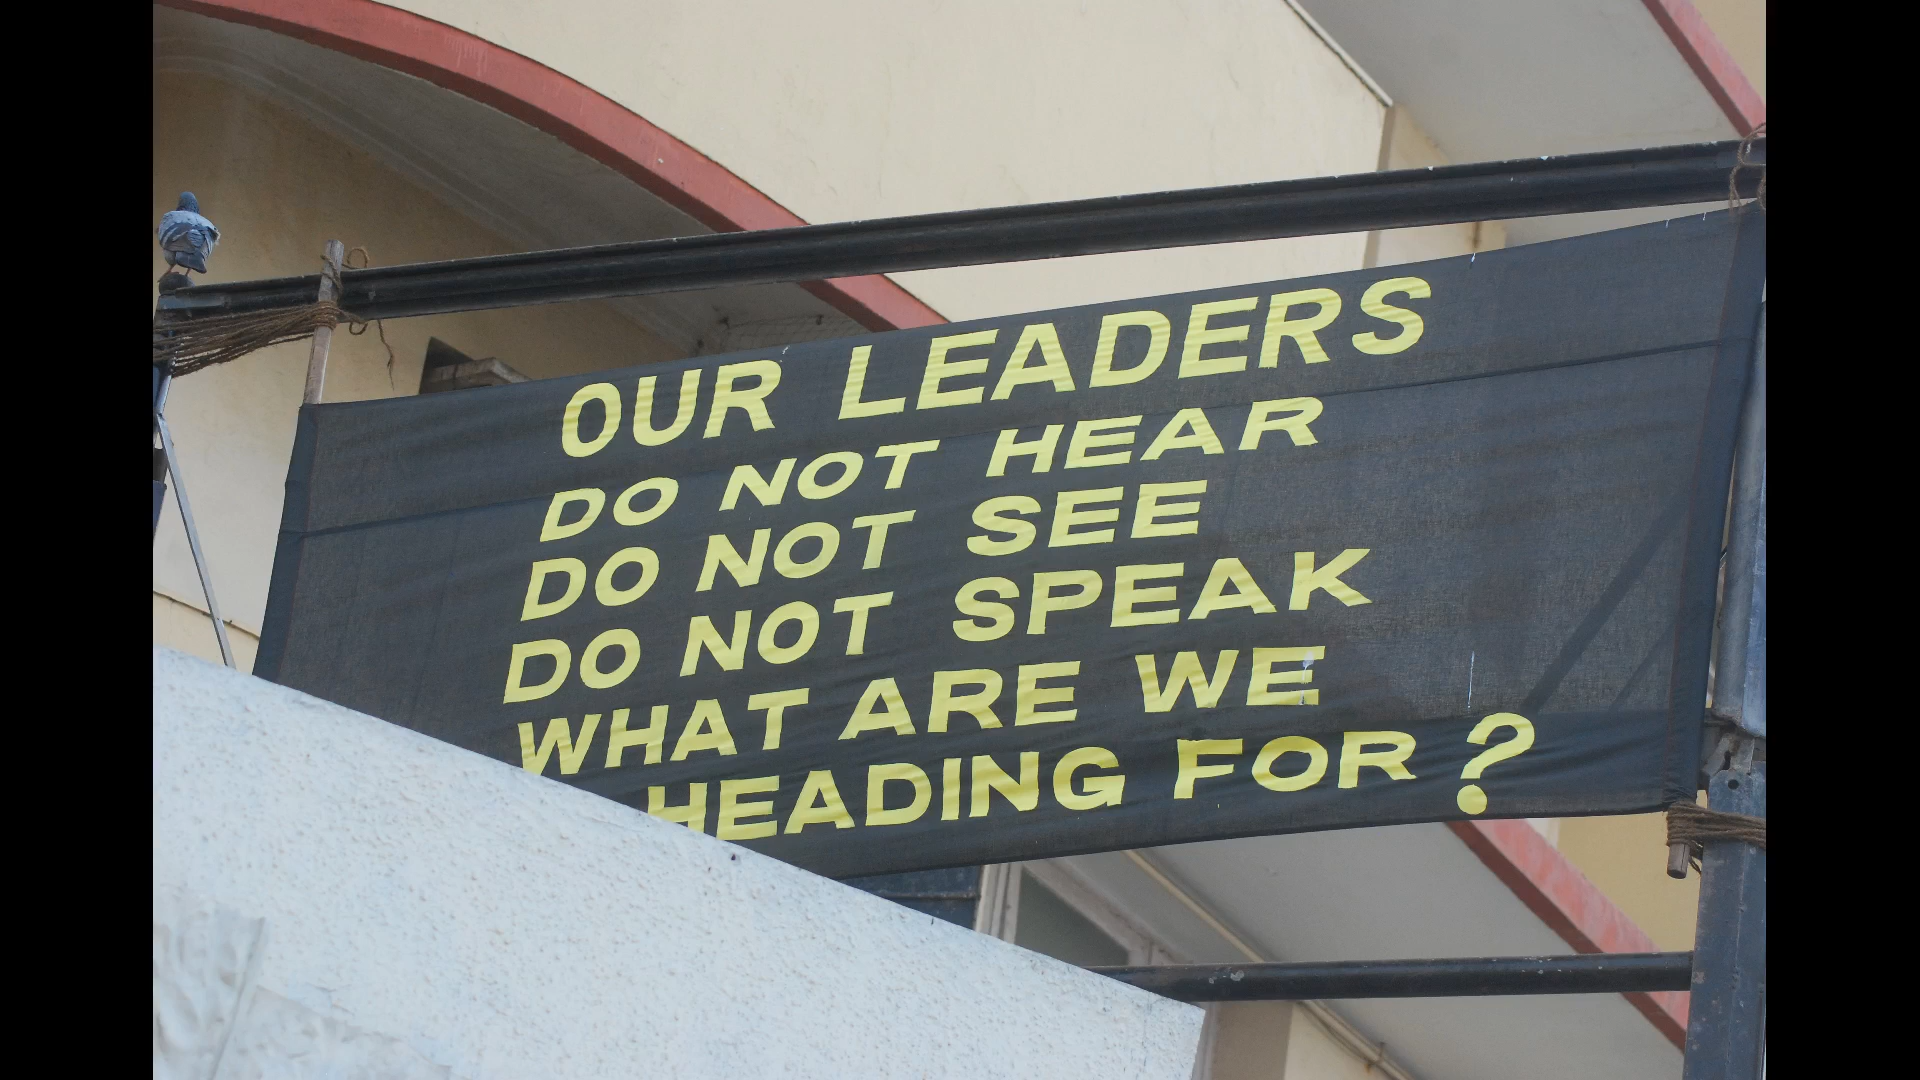 OUR LEADERS
DO NOT HEAR
DO NOT SEE
DO NOT SPEAK
WHAT ARE WE
HEADING FOR ?